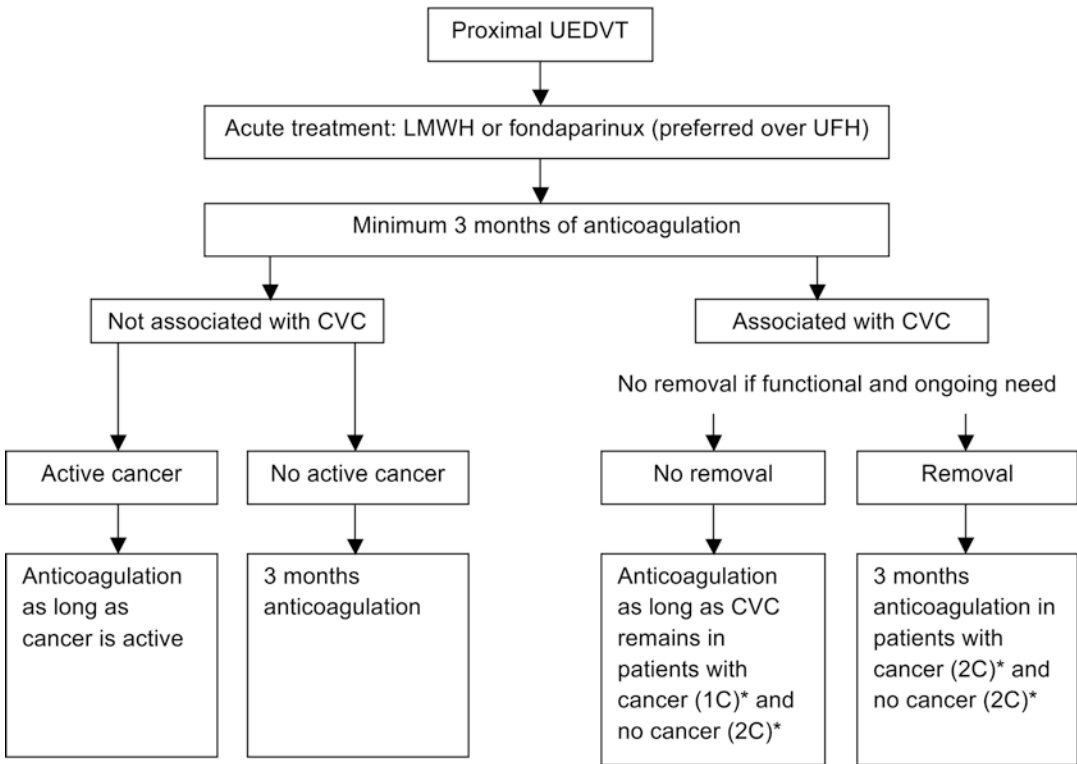 Proximal UEDVT
Acute treatment: LMWH or fondaparinux (preferred over UFH)
Minimum 3 months of anticoagulation
Not associated with CVC
Associated with CVC
No removal if functional and ongoing need
Active cancer
No active cancer
No removal
Removal
Anticoagulation
as long as
cancer is active
3 months
anticoagulation
Anticoagulation
as long as CVC
remains in
patients with
cancer (1C)* and
no cancer (2C)*
3 months
anticoagulation in
patients with
cancer (2C)* and
no cancer (2C)*